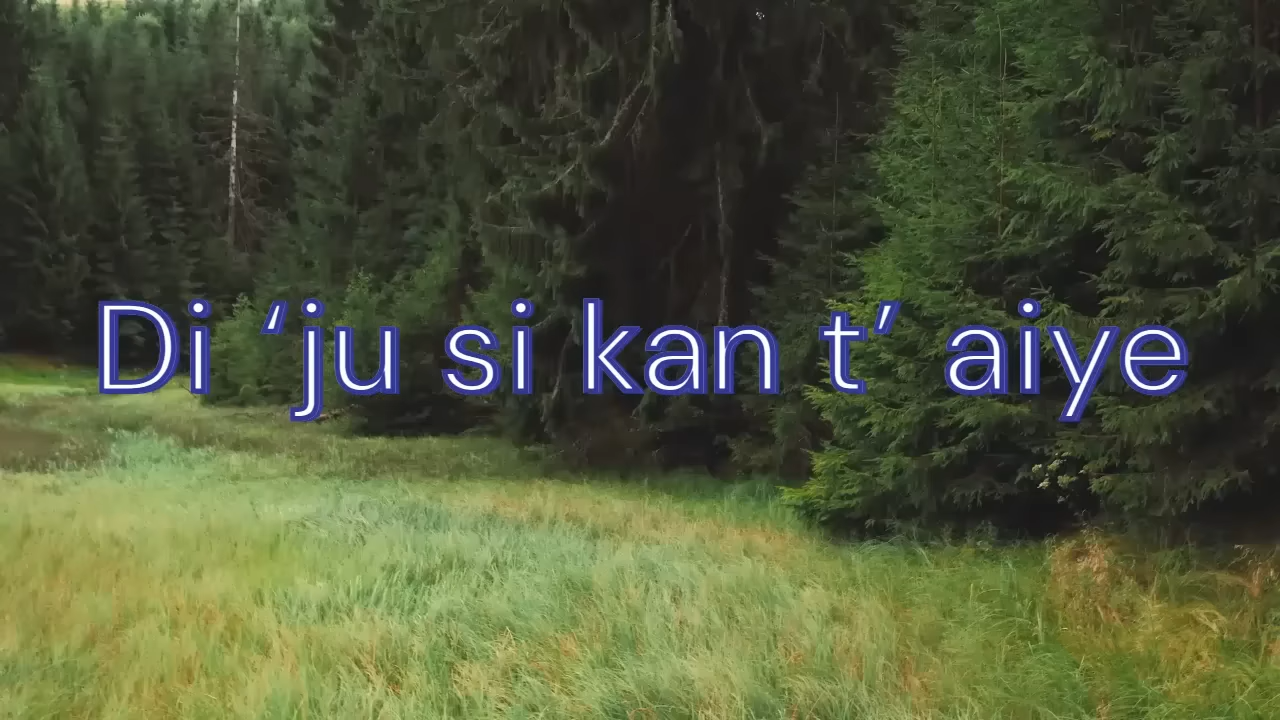 Di ‘ju si kan t’ aiye